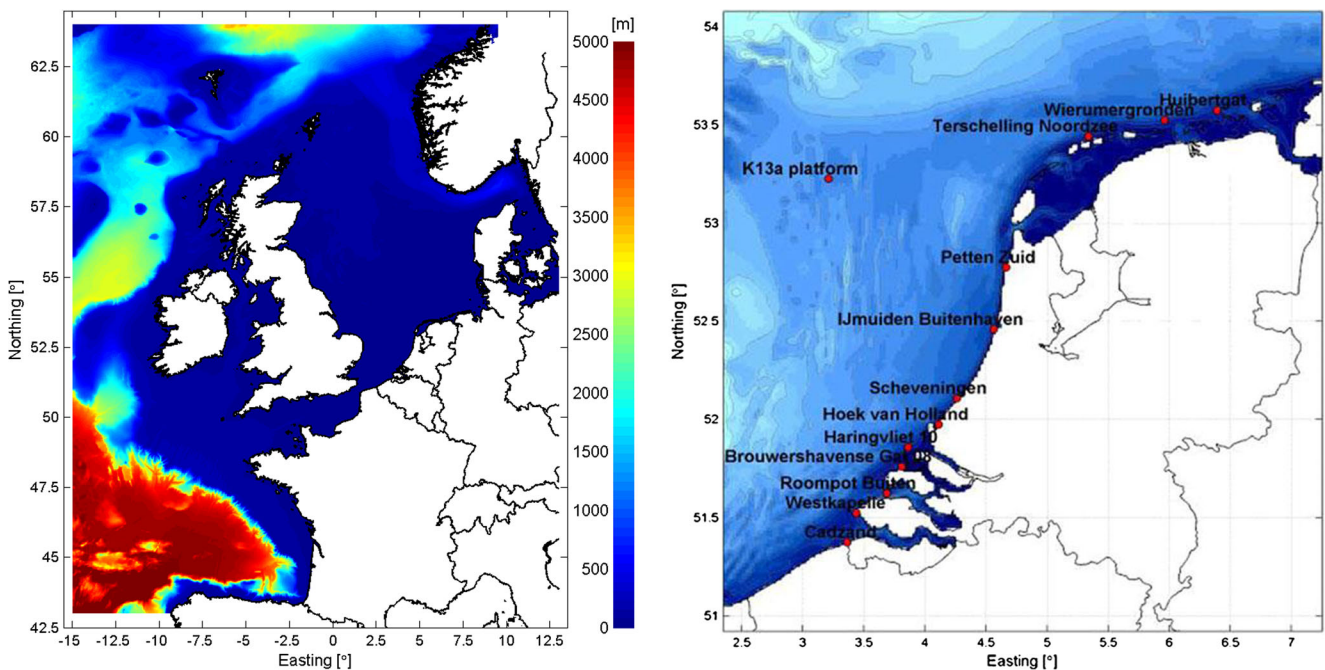 [m]
5000
4500
4000
3500
3000
2500
2000
1500
1000
500
0
62.5
60
57.5
55
52.5
50
47.5
45
42.5
Northing [°]
-15 -12.5 -10 -7.5 -5 -2.5 0 2.5 5 7.5 10 12.5
Easting [°]
54
53.5
53
52.5
52
51.5
51
Northing [°]
Huibertgat
Wierumergronden
Terschelling Noordzee
K13a platform
Petten Zuid
IJmuiden Buitenhaven
Scheveningen
Hoek van Holland
Haringvliet 10
Brouwershavense Gat 08
Roompot Buiten
Westkapelle
Cadzand
2.5 3 3.5 4 4.5 5 5.5 6 6.5 7
Easting [°]